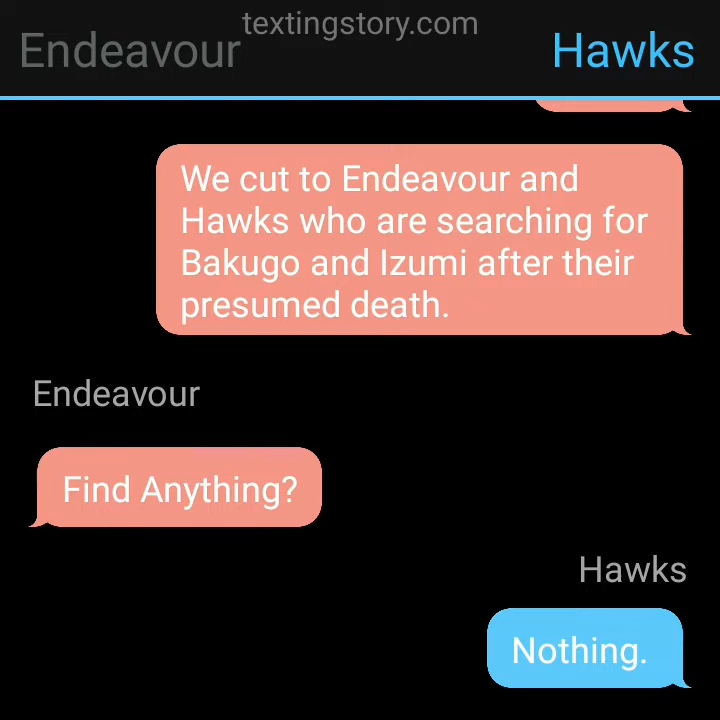 textingstory.com
Endeavour
Hawks
We cut to Endeavour and
Hawks who are searching for
Bakugo and Izumi after their
presumed death.
Endeavour
Find Anything?
Hawks
Nothing.